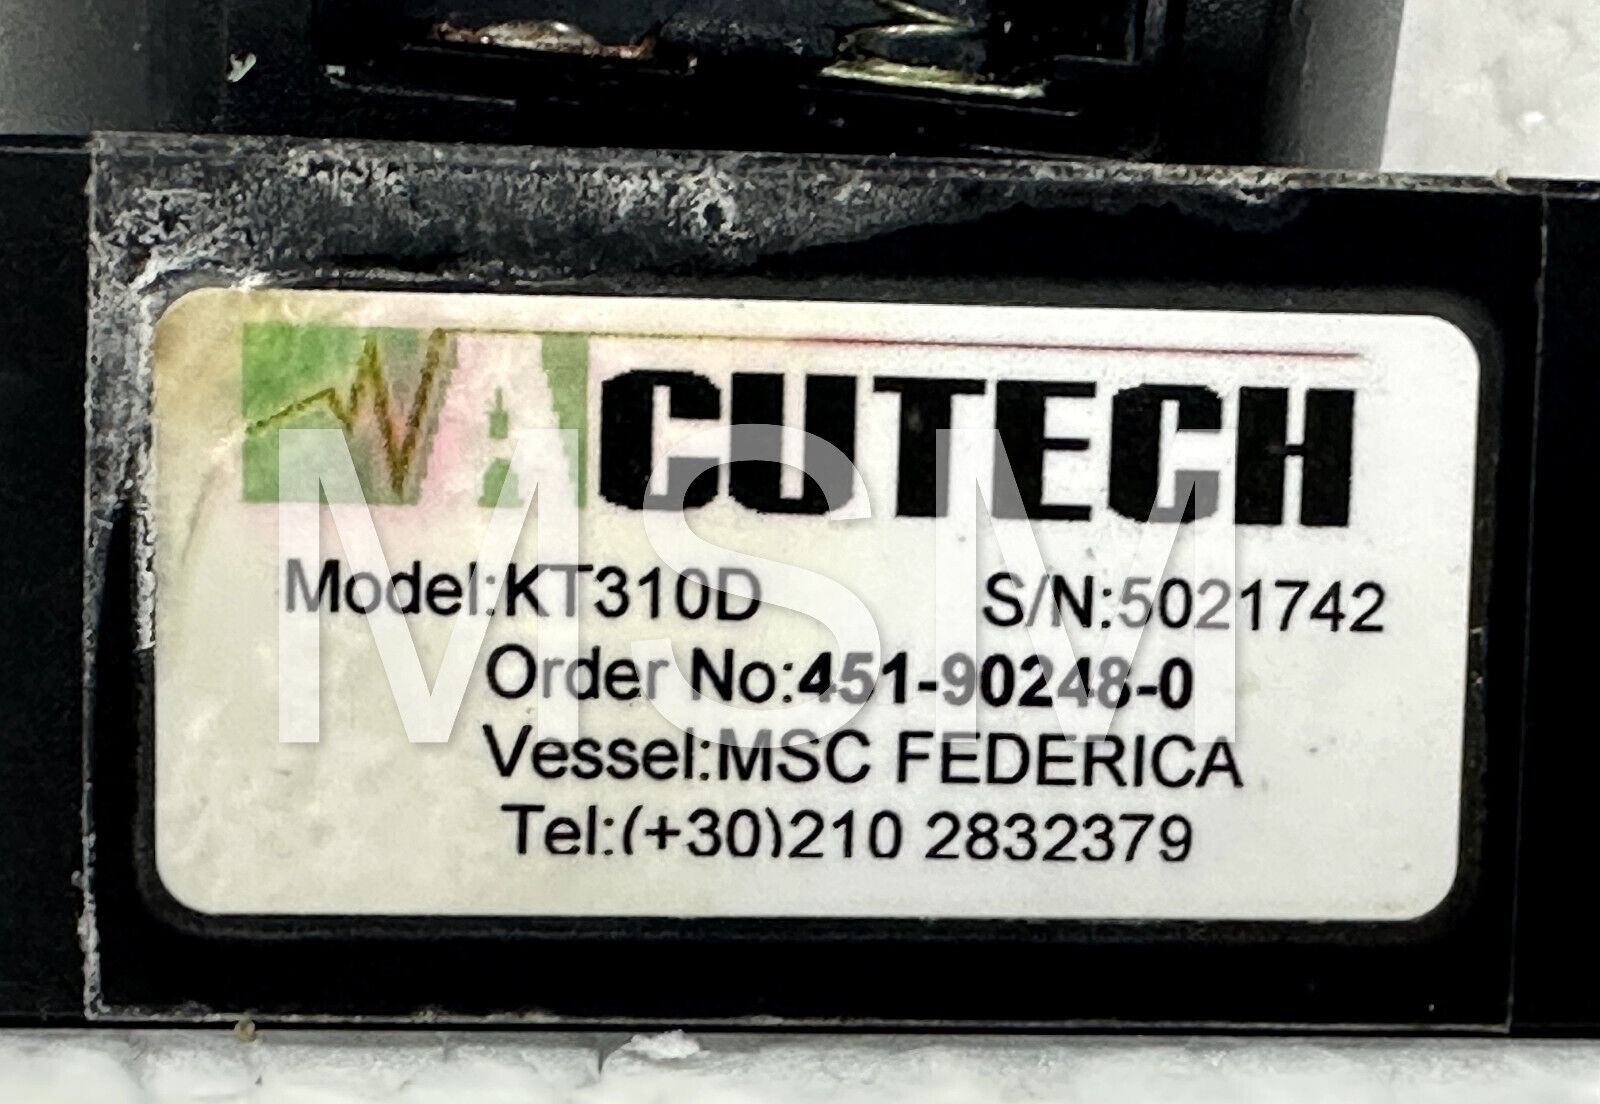 ACUTECH
Model:KT310D S/N:5021742
Order No:451-90248-0
Vessel:MSC FEDERICA
Tel:(+30)210 2832379
MSM